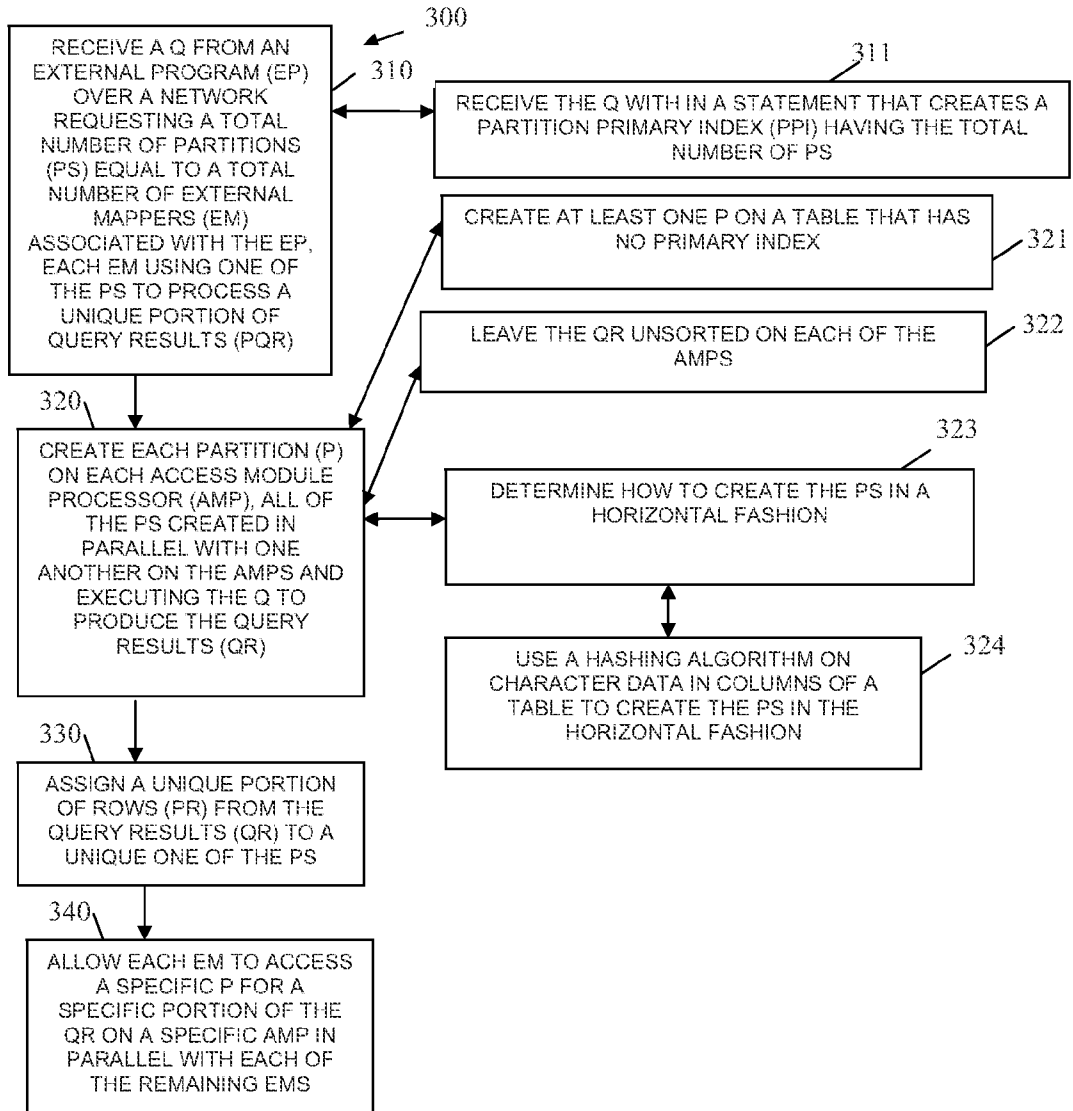 300
RECEIVE A Q FROM AN
EXTERNAL PROGRAM (EP)
OVER A NETWORK
REQUESTING A TOTAL
NUMBER OF PARTITIONS
(PS) EQUAL TO A TOTAL
NUMBER OF EXTERNAL
MAPPERS (EM)
ASSOCIATED WITH THE EP,
EACH EM USING ONE OF
THE PS TO PROCESS A
UNIQUE PORTION OF
QUERY RESULTS (PQR)
310
311
RECEIVE THE Q WITH IN A STATEMENT THAT CREATES A
PARTITION PRIMARY INDEX (PPI) HAVING THE TOTAL
NUMBER OF PS
CREATE AT LEAST ONE P ON A TABLE THAT HAS
NO PRIMARY INDEX
321
LEAVE THE QR UNSORTED ON EACH OF THE
AMPS
322
320
CREATE EACH PARTITION (P)
ON EACH ACCESS MODULE
PROCESSOR (AMP), ALL OF
THE PS CREATED IN
PARALLEL WITH ONE
ANOTHER ON THE AMPS AND
EXECUTING THE Q TO
PRODUCE THE QUERY
RESULTS (QR)
323
DETERMINE HOW TO CREATE THE PS IN A
HORIZONTAL FASHION
324
USE A HASHING ALGORITHM ON
CHARACTER DATA IN COLUMNS OF A
TABLE TO CREATE THE PS IN THE
HORIZONTAL FASHION
330
ASSIGN A UNIQUE PORTION
OF ROWS (PR) FROM THE
QUERY RESULTS (QR) TO A
UNIQUE ONE OF THE PS
340
ALLOW EACH EM TO ACCESS
A SPECIFIC P FOR A
SPECIFIC PORTION OF THE
QR ON A SPECIFIC AMP IN
PARALLEL WITH EACH OF
THE REMAINING EMS